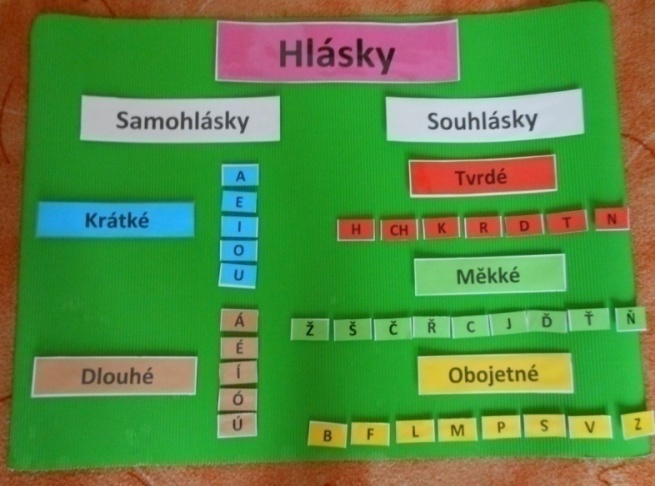 Hlásky
Samohlásky
Krátké
A
E
I
O
U
Dlouhé
Á
É
Í
Ó
Ú
Souhlásky
Tvrdé
H CH K R D T N
Měkké
Ž Š Č Ř C J Ď Ť Ň
Obojetné
B F L M P S V Z